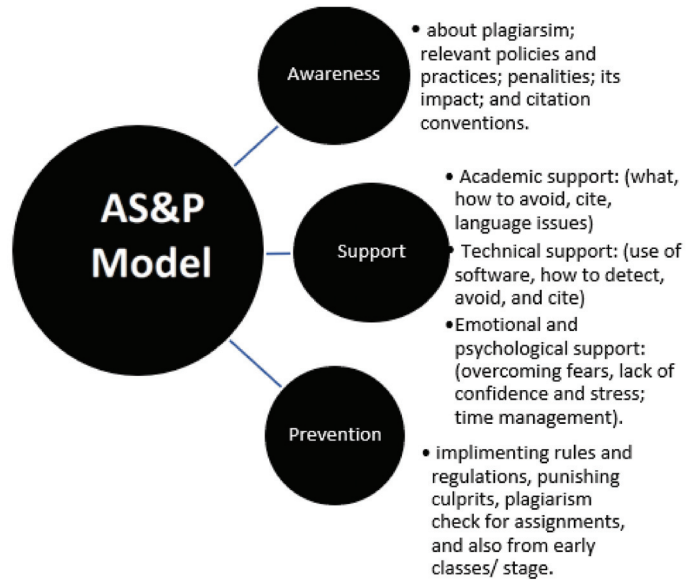 AS&P
Model
Awareness
• about plagiarsim;
relevant policies and
practices; penalities; its
impact; and citation
conventions.
Support
• Academic support: (what,
how to avoid, cite,
language issues)
• Technical support: (use of
software, how to detect,
avoid, and cite)
•Emotional and
psychological support:
(overcoming fears, lack of
confidence and stress;
time management).
Prevention
• implimenting rules and
regulations, punishing
culprits, plagiarism
check for assignments,
and also from early
classes/ stage.